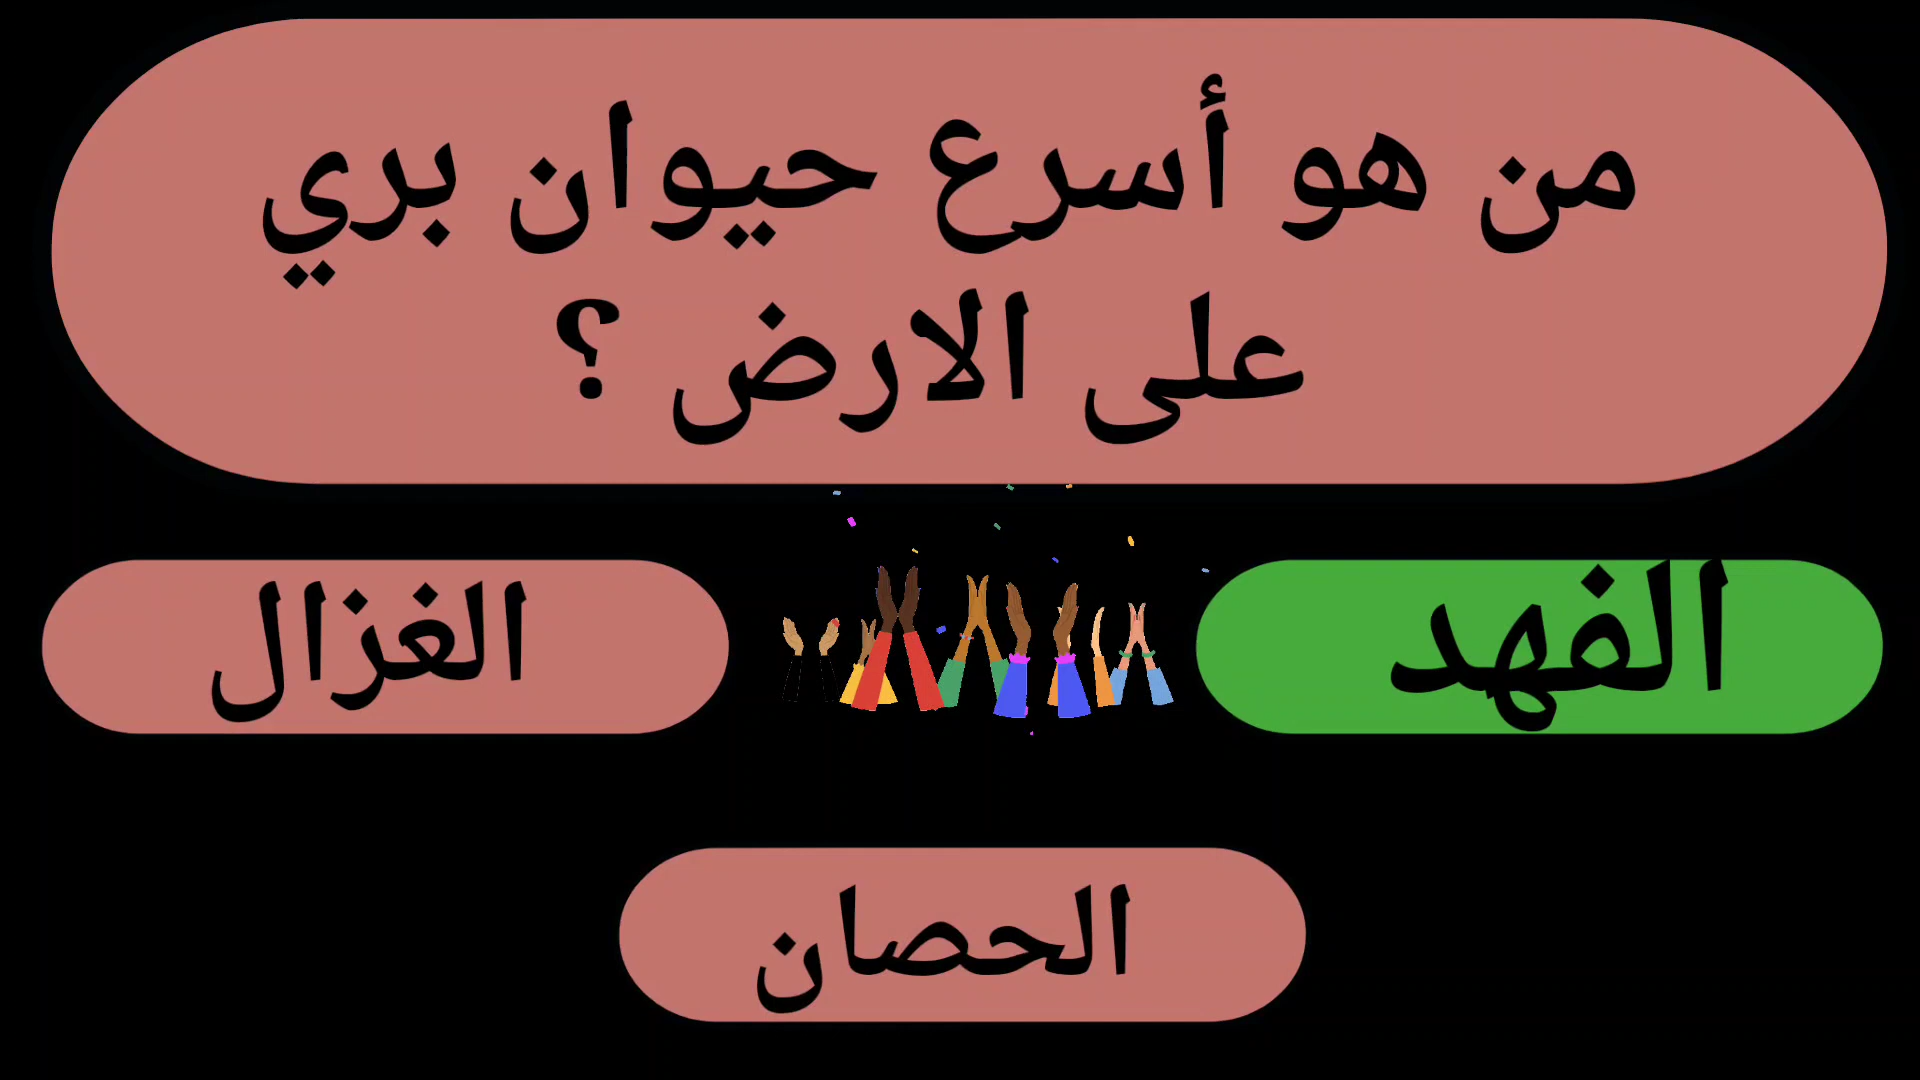 من هو أسرع حيوان بري
على الارض ؟
الفهد
الغزال
الحصان